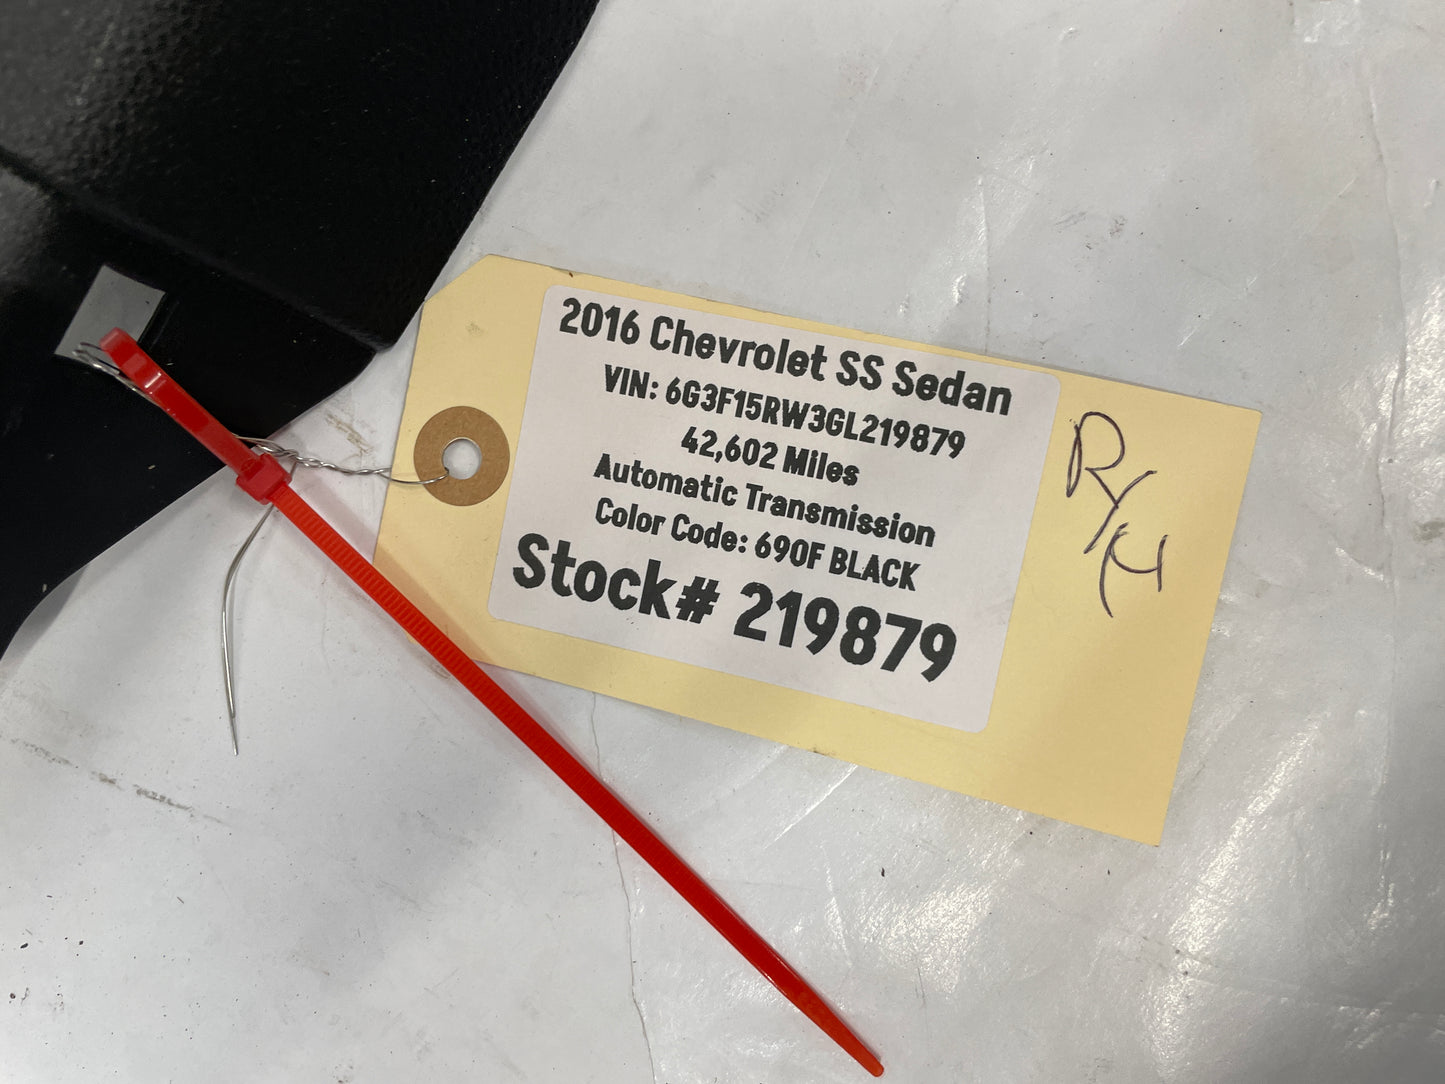 2016 Chevrolet SS Sedan
VIN: 6G3F15RW3GL219879
42,602 Miles
Automatic Transmission
Color Code: 690F BLACK
Stock# 219879
R/H